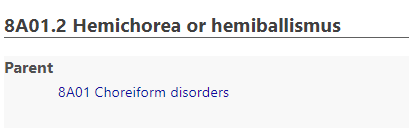 8A01.2 Hemichorea or hemiballismus
Parent
8A01 Choreiform disorders